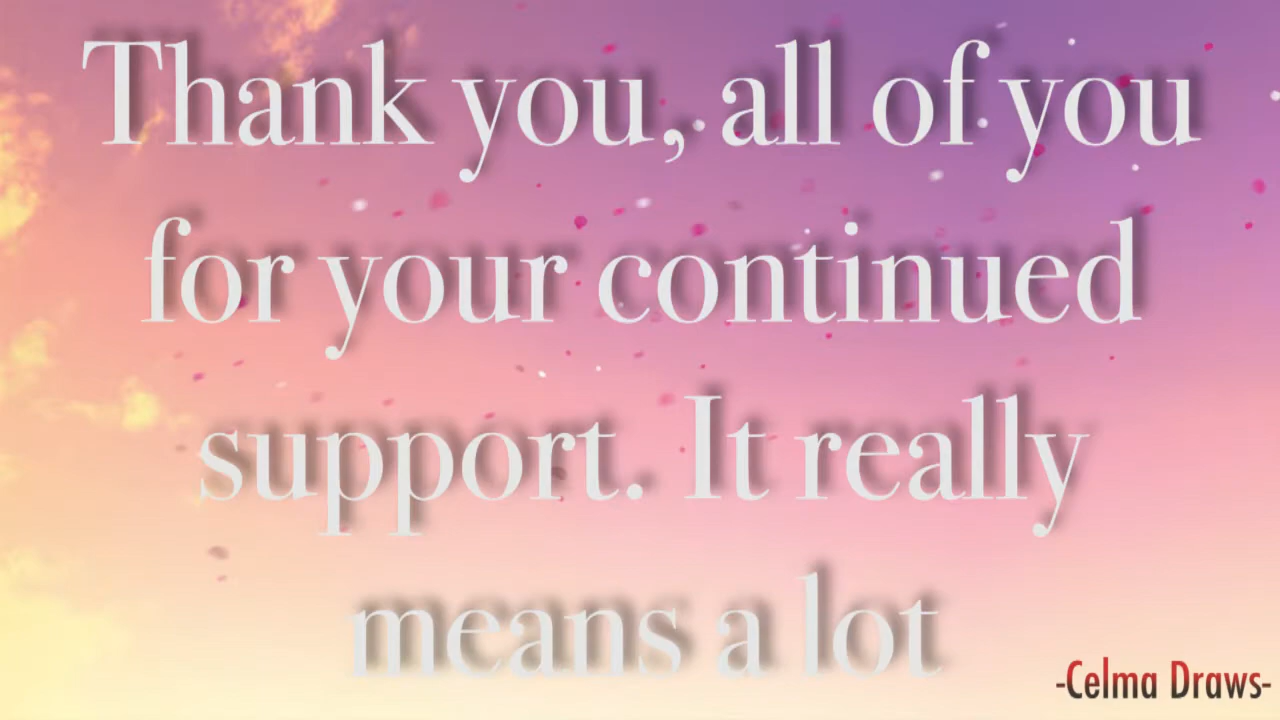 Thank you, all of you
for your continued
support. It really
means a lot
-Celma Draws-